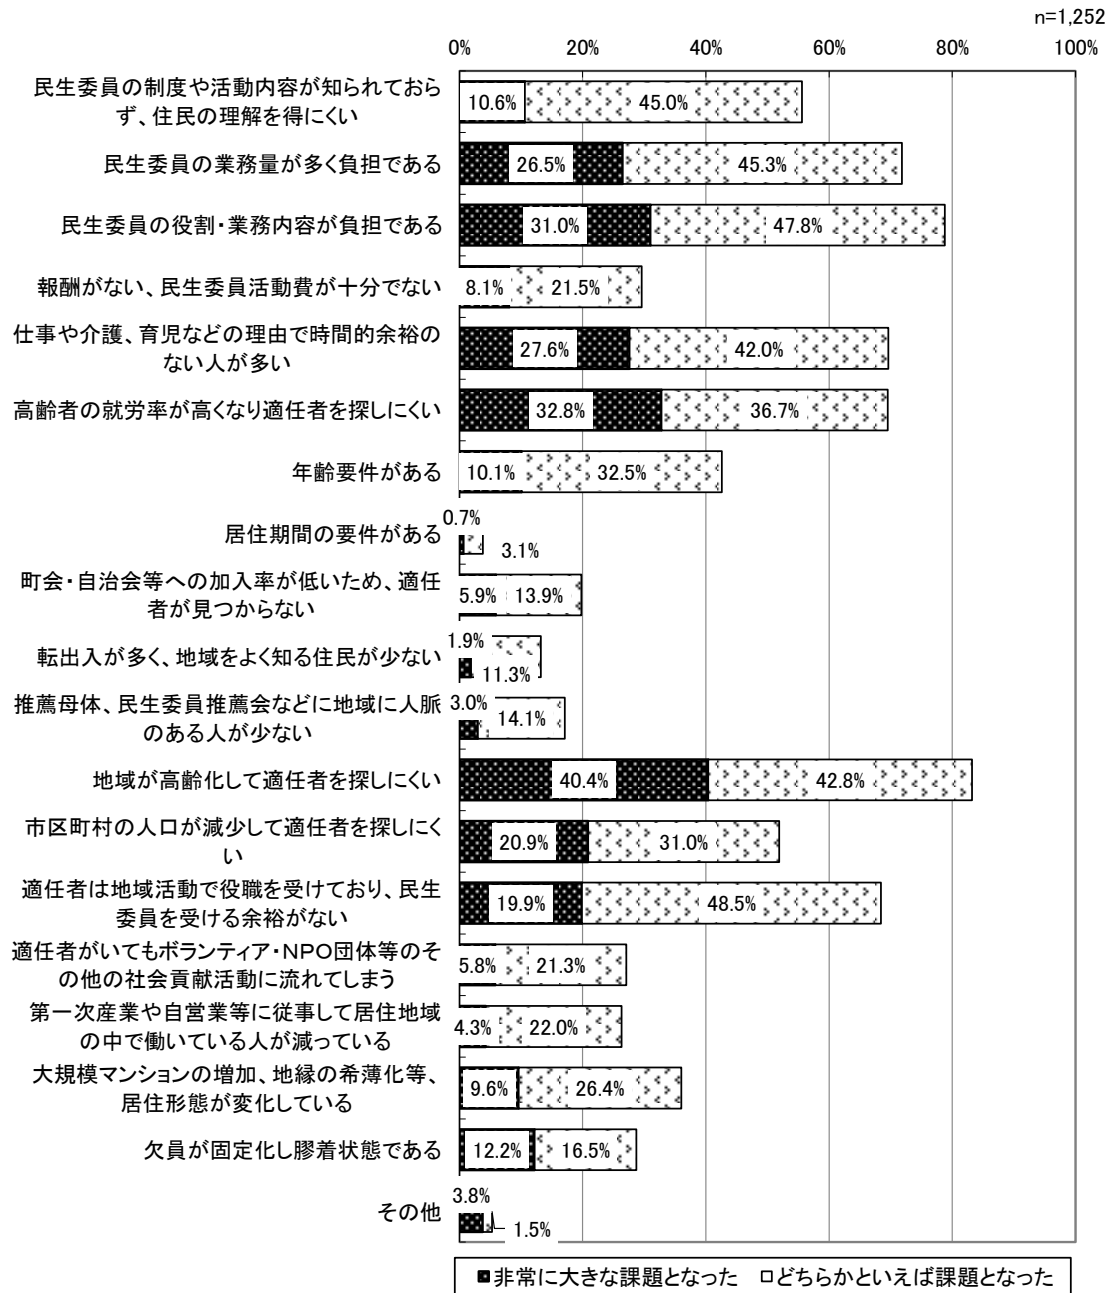 n=1,252
0% 20% 40% 60% 80% 100%
民生委員の制度や活動内容が知られておら
ず、住民の理解を得にくい
10.6% 45.0%
民生委員の業務量が多く負担である
26.5% 45.3%
民生委員の役割・業務内容が負担である
31.0% 47.8%
報酬がない、民生委員活動費が十分でない
8.1% 21.5%
仕事や介護、育児などの理由で時間的余裕の
ない人が多い
27.6% 42.0%
高齢者の就労率が高くなり適任者を探しにくい
32.8% 36.7%
年齢要件がある
10.1% 32.5%
居住期間の要件がある
0.7%
3.1%
町会・自治会等への加入率が低いため、適任
者が見つからない
5.9% 13.9%
転出入が多く、地域をよく知る住民が少ない
1.9%
11.3%
推薦母体、民生委員推薦会などに地域に人脈
のある人が少ない
3.0%
14.1%
地域が高齢化して適任者を探しにくい
40.4% 42.8%
市区町村の人口が減少して適任者を探しにく
い
20.9% 31.0%
適任者は地域活動で役職を受けており、民生
委員を受ける余裕がない
19.9% 48.5%
適任者がいてもボランティア・NPO団体等のそ
の他の社会貢献活動に流れてしまう
5.8% 21.3%
第一次産業や自営業等に従事して居住地域
の中で働いている人が減っている
4.3% 22.0%
大規模マンションの増加、地縁の希薄化等、
居住形態が変化している
9.6% 26.4%
欠員が固定化し膠着状態である
12.2% 16.5%
その他
3.8%
1.5%
非常に大きな課題となった どちらかといえば課題となった